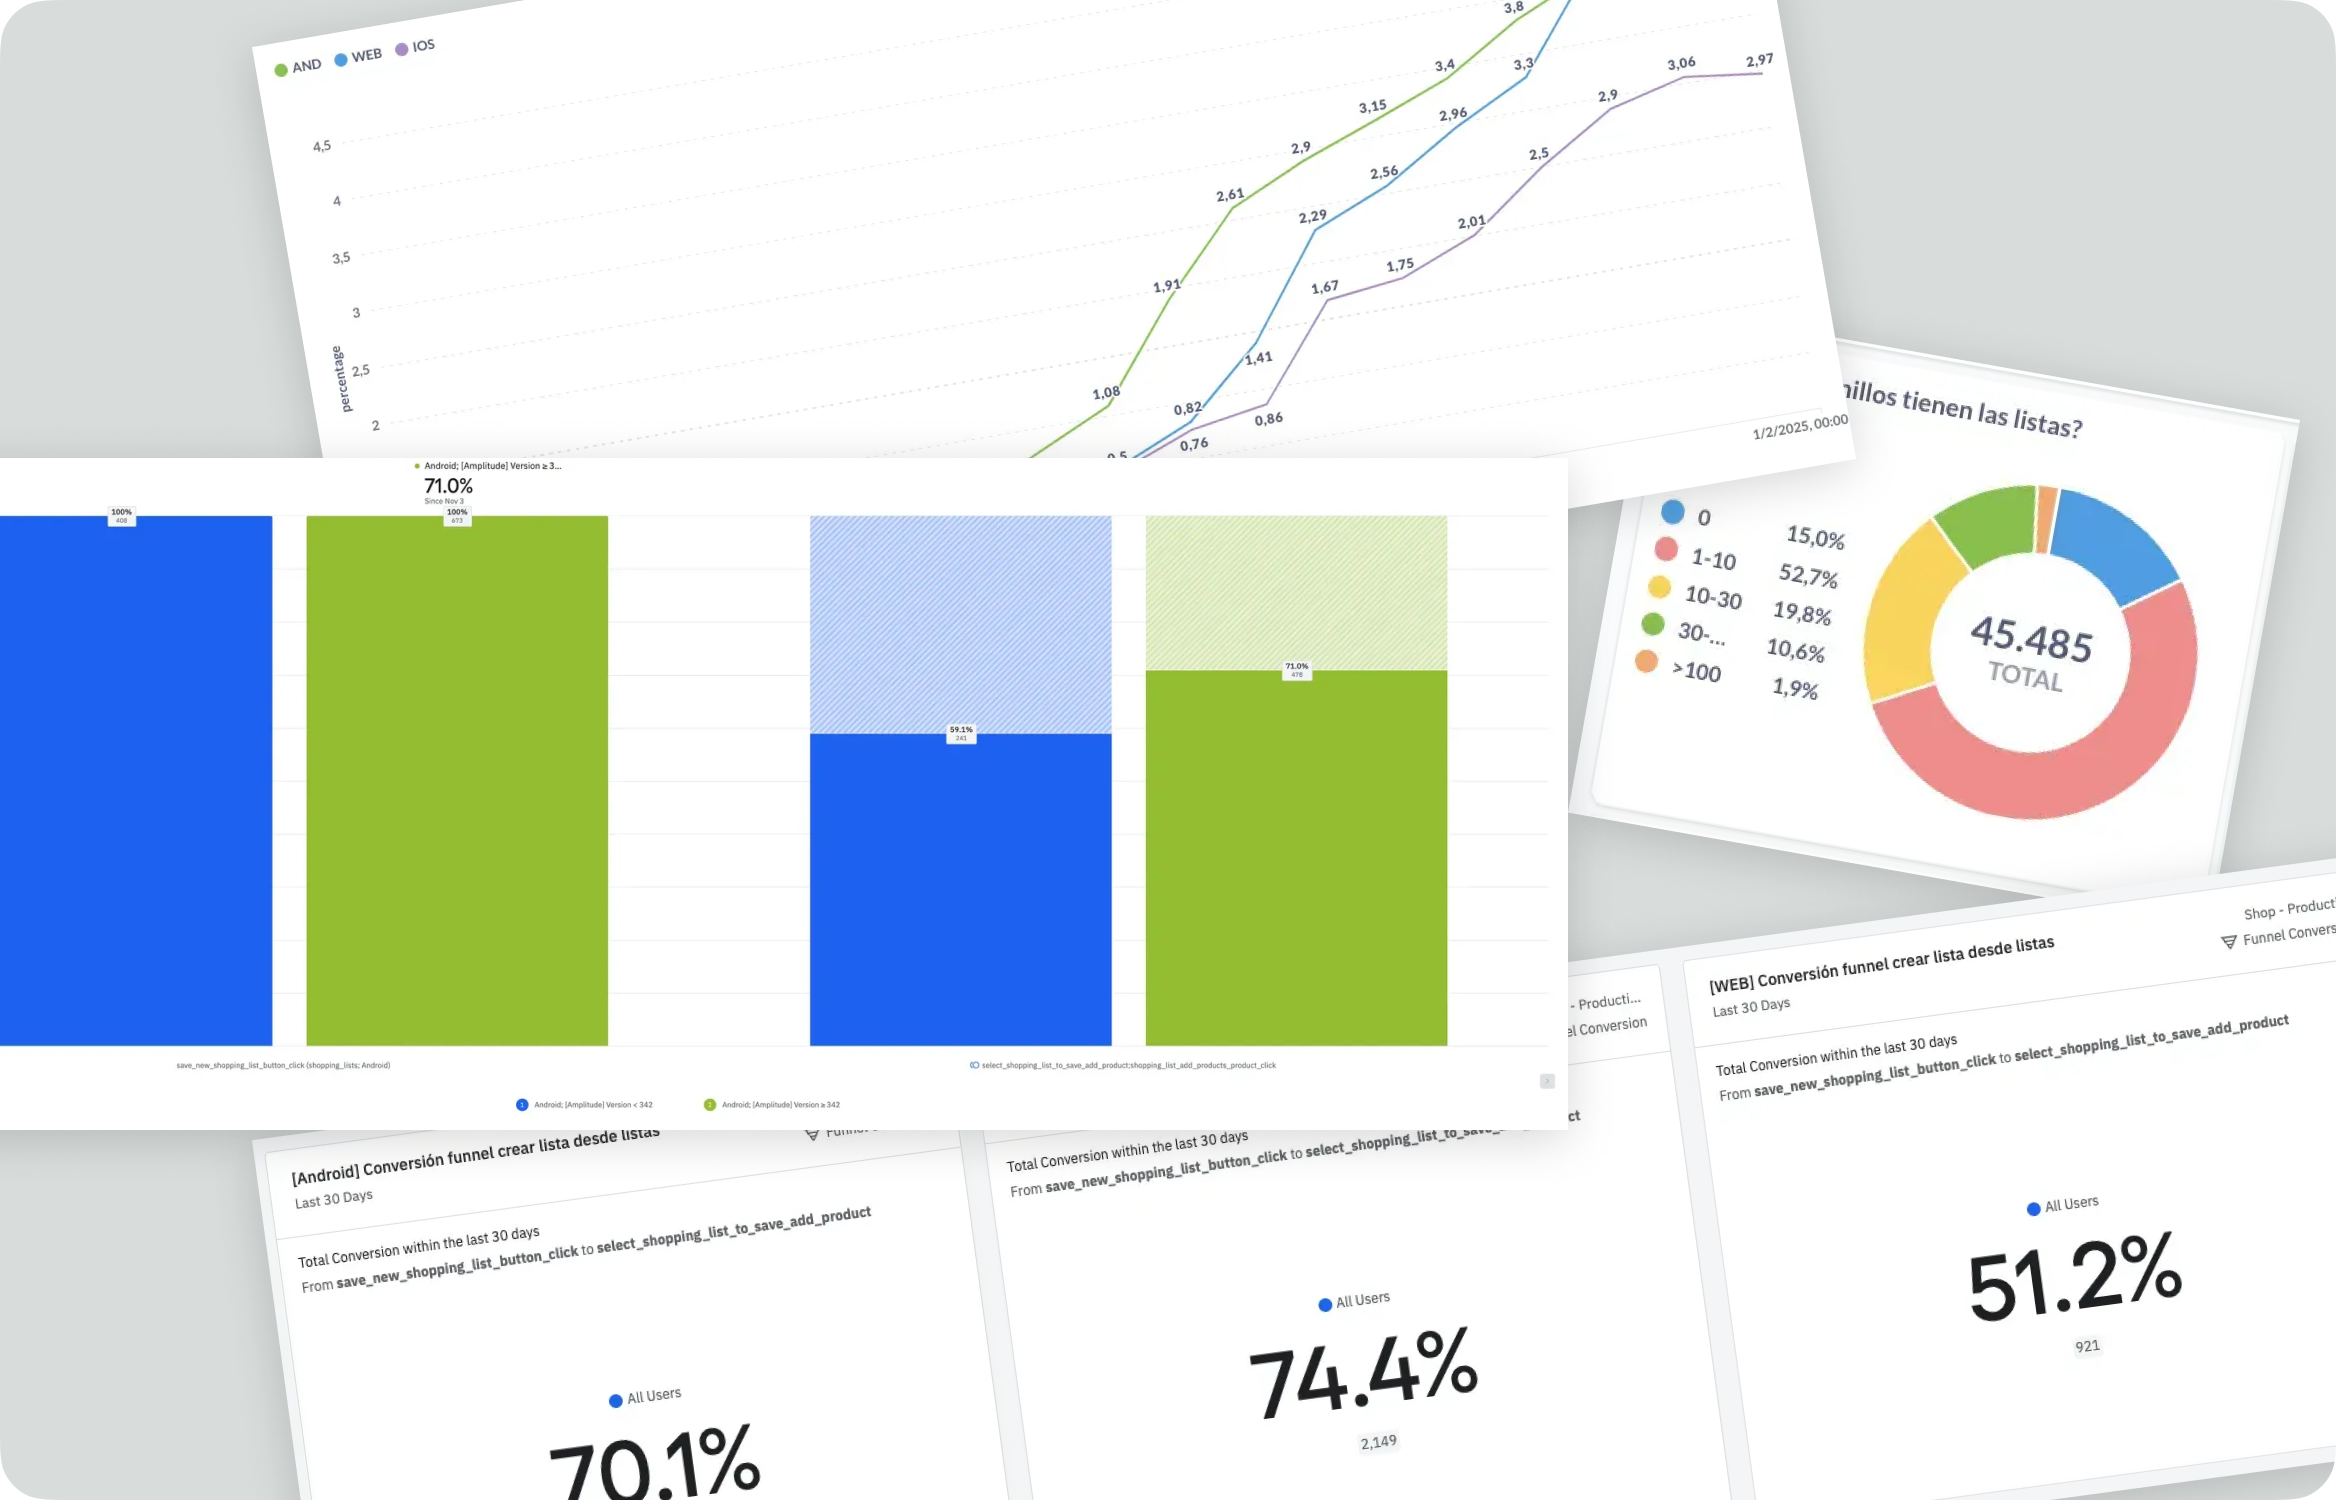 AND WEB IOS
4,5
4
3,5
3
2,5
2
percentage
1,08
1,91
2,61
2,9
3,15
3,4
3,8
0,5
0,82
1,41
2,29
2,56
2,96
3,3
0,76
0,86
1,67
1,75
2,01
2,5
2,9
3,06
2,97
1/2/2025, 00:00
nillos tienen las listas?
0 15,0%
1-10 52,7%
10-30 19,8%
30-... 10,6%
>100 1,9%
45.485
TOTAL
Android; [Amplitude] Version ≥ 3...
71.0%
Since Nov 3
100%
408
100%
673
59.1%
241
71.0%
478
save_new_shopping_list_button_click (shopping_lists; Android)
select_shopping_list_to_save_add_product;shopping_list_add_products_product_click
1 Android; [Amplitude] Version < 342
2 Android; [Amplitude] Version ≥ 342
[Android] Conversión funnel crear lista desde listas
Last 30 Days
Total Conversion within the last 30 days
From save_new_shopping_list_button_click to select_shopping_list_to_save_add_product
All Users
70.1%
- Producti...
el Conversion
Total Conversion within the last 30 days
From save_new_shopping_list_button_click to select_shopping_list_to_save_
ct
All Users
74.4%
2,149
[WEB] Conversión funnel crear lista desde listas
Last 30 Days
Shop - Producti
Funnel Convers
Total Conversion within the last 30 days
From save_new_shopping_list_button_click to select_shopping_list_to_save_add_product
All Users
51.2%
921